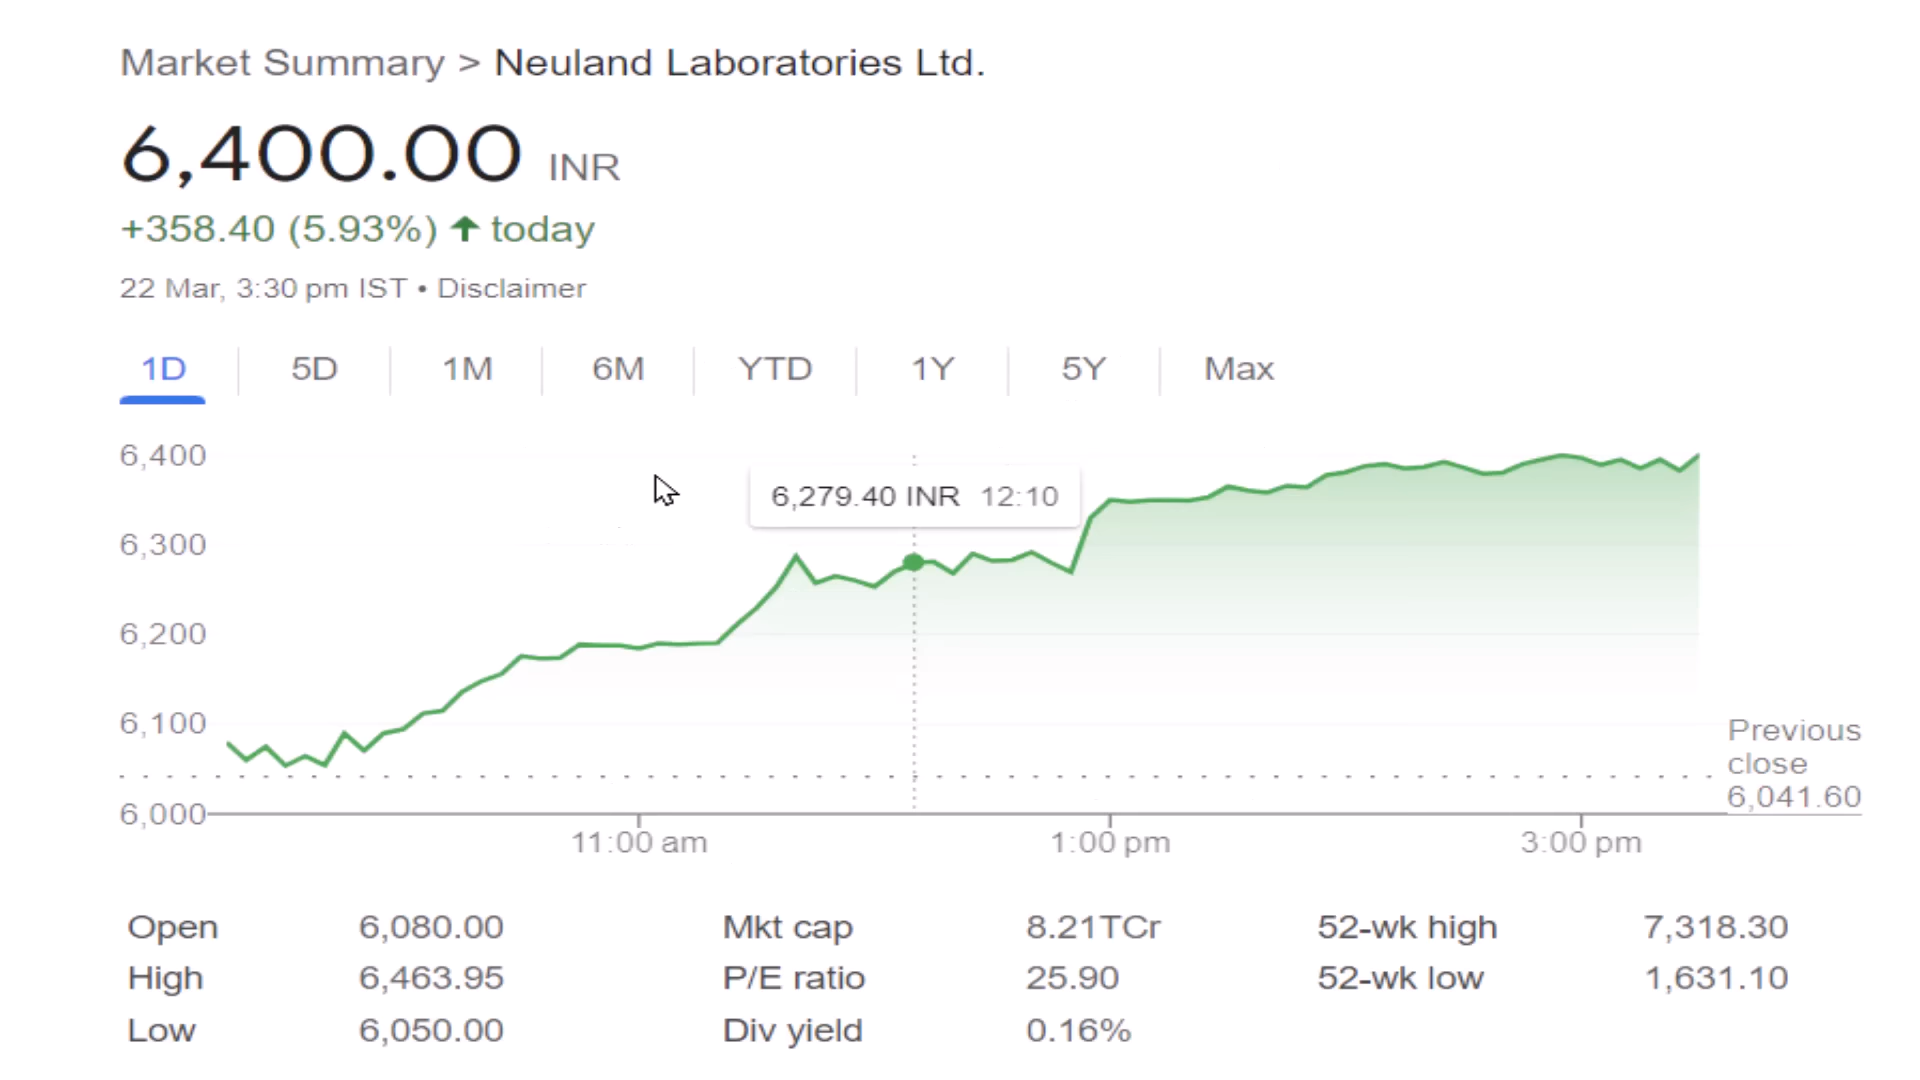 Market Summary > Neuland Laboratories Ltd.
6,400.00 INR
+358.40 (5.93%) ↑ today
22 Mar, 3:30 pm IST • Disclaimer
1D 5D 1M 6M YTD 1Y 5Y Max
6,400
6,279.40 INR 12:10
6,300
6,200
6,100
Previous
close
6,041.60
6,000
11:00 am 1:00 pm 3:00 pm
Open 6,080.00 Mkt cap 8.21TCr 52-wk high 7,318.30
High 6,463.95 P/E ratio 25.90 52-wk low 1,631.10
Low 6,050.00 Div yield 0.16%